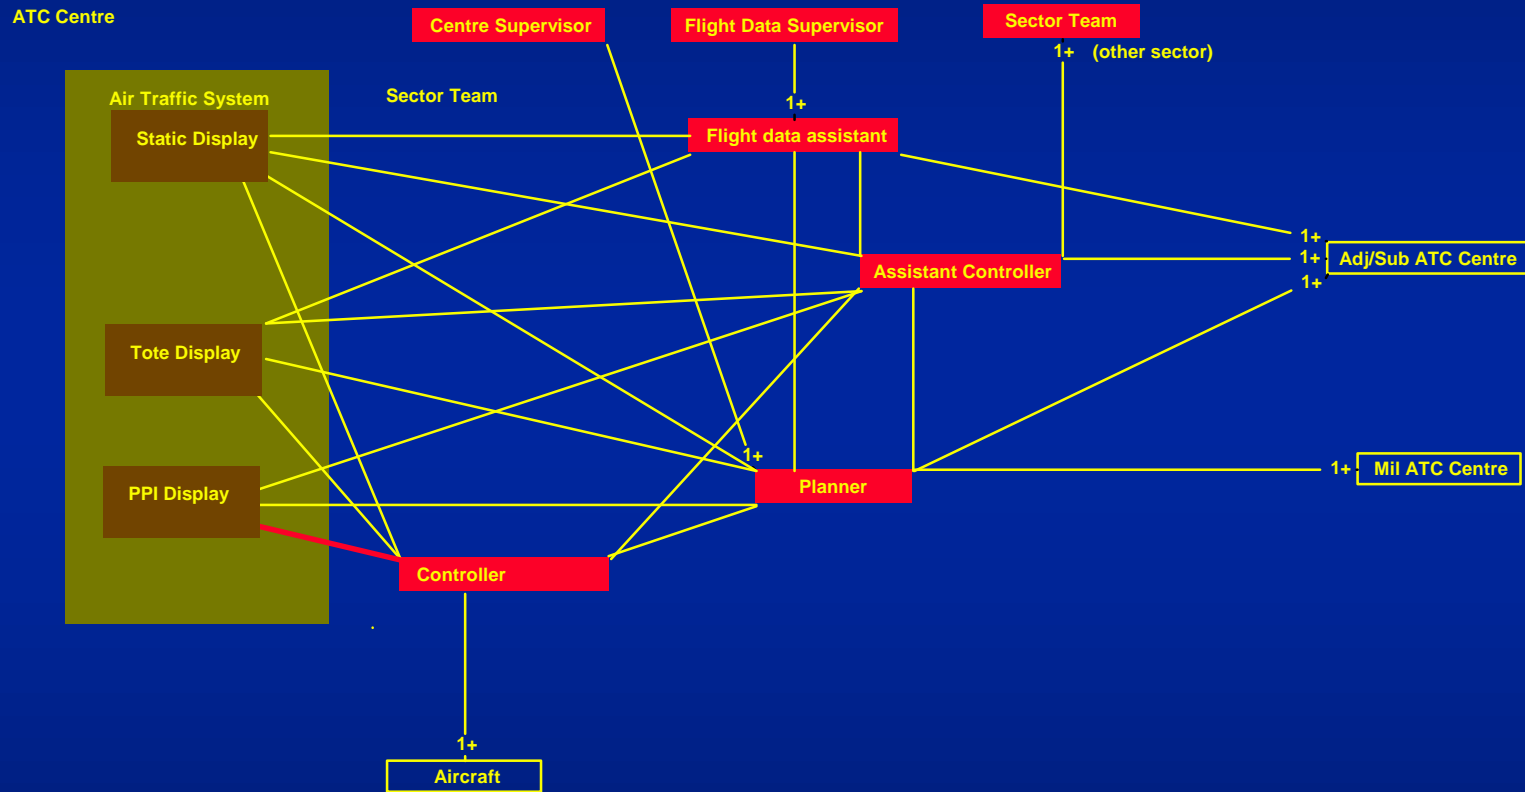 ATC Centre
Centre Supervisor
Flight Data Supervisor
Sector Team
1+ (other sector)
Air Traffic System
Sector Team
1+
Static Display
Flight data assistant
1+
1+
Adj/Sub ATC Centre
1+
Assistant Controller
Tote Display
1+
1+
Mil ATC Centre
Planner
PPI Display
Controller
1+
Aircraft